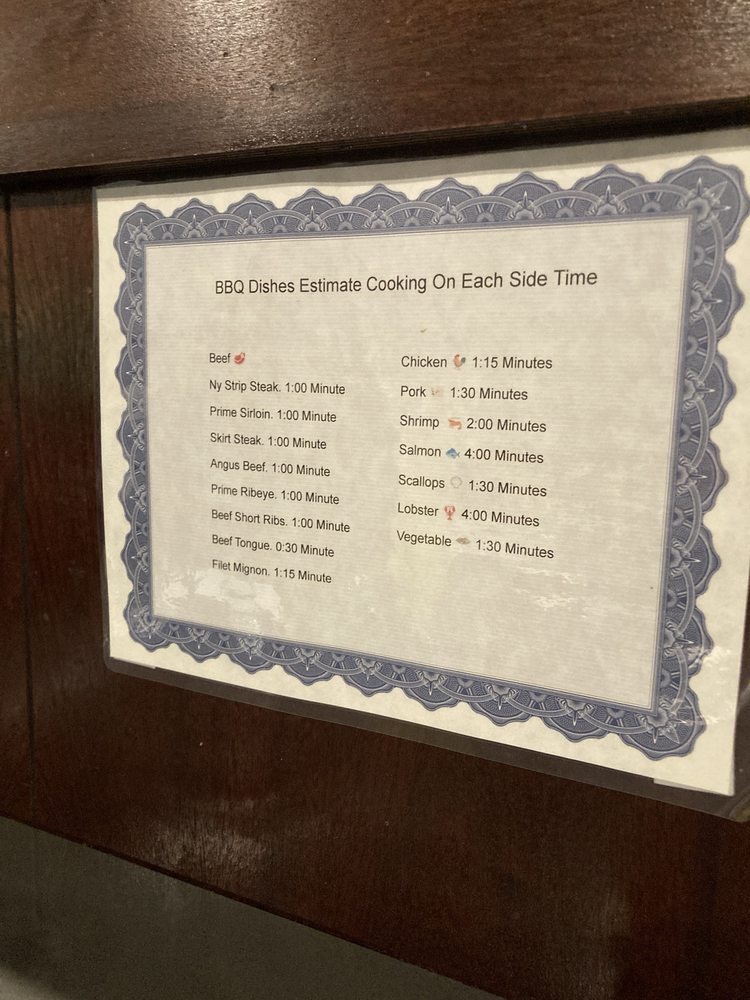 BBQ Dishes Estimate Cooking On Each Side Time
Beef
Ny Strip Steak. 1:00 Minute
Prime Sirloin. 1:00 Minute
Skirt Steak. 1:00 Minute
Angus Beef. 1:00 Minute
Prime Ribeye. 1:00 Minute
Beef Short Ribs. 1:00 Minute
Beef Tongue. 0:30 Minute
Filet Mignon. 1:15 Minute
Chicken 1:15 Minutes
Pork 1:30 Minutes
Shrimp 2:00 Minutes
Salmon 4:00 Minutes
Scallops 1:30 Minutes
Lobster 4:00 Minutes
Vegetable 1:30 Minutes